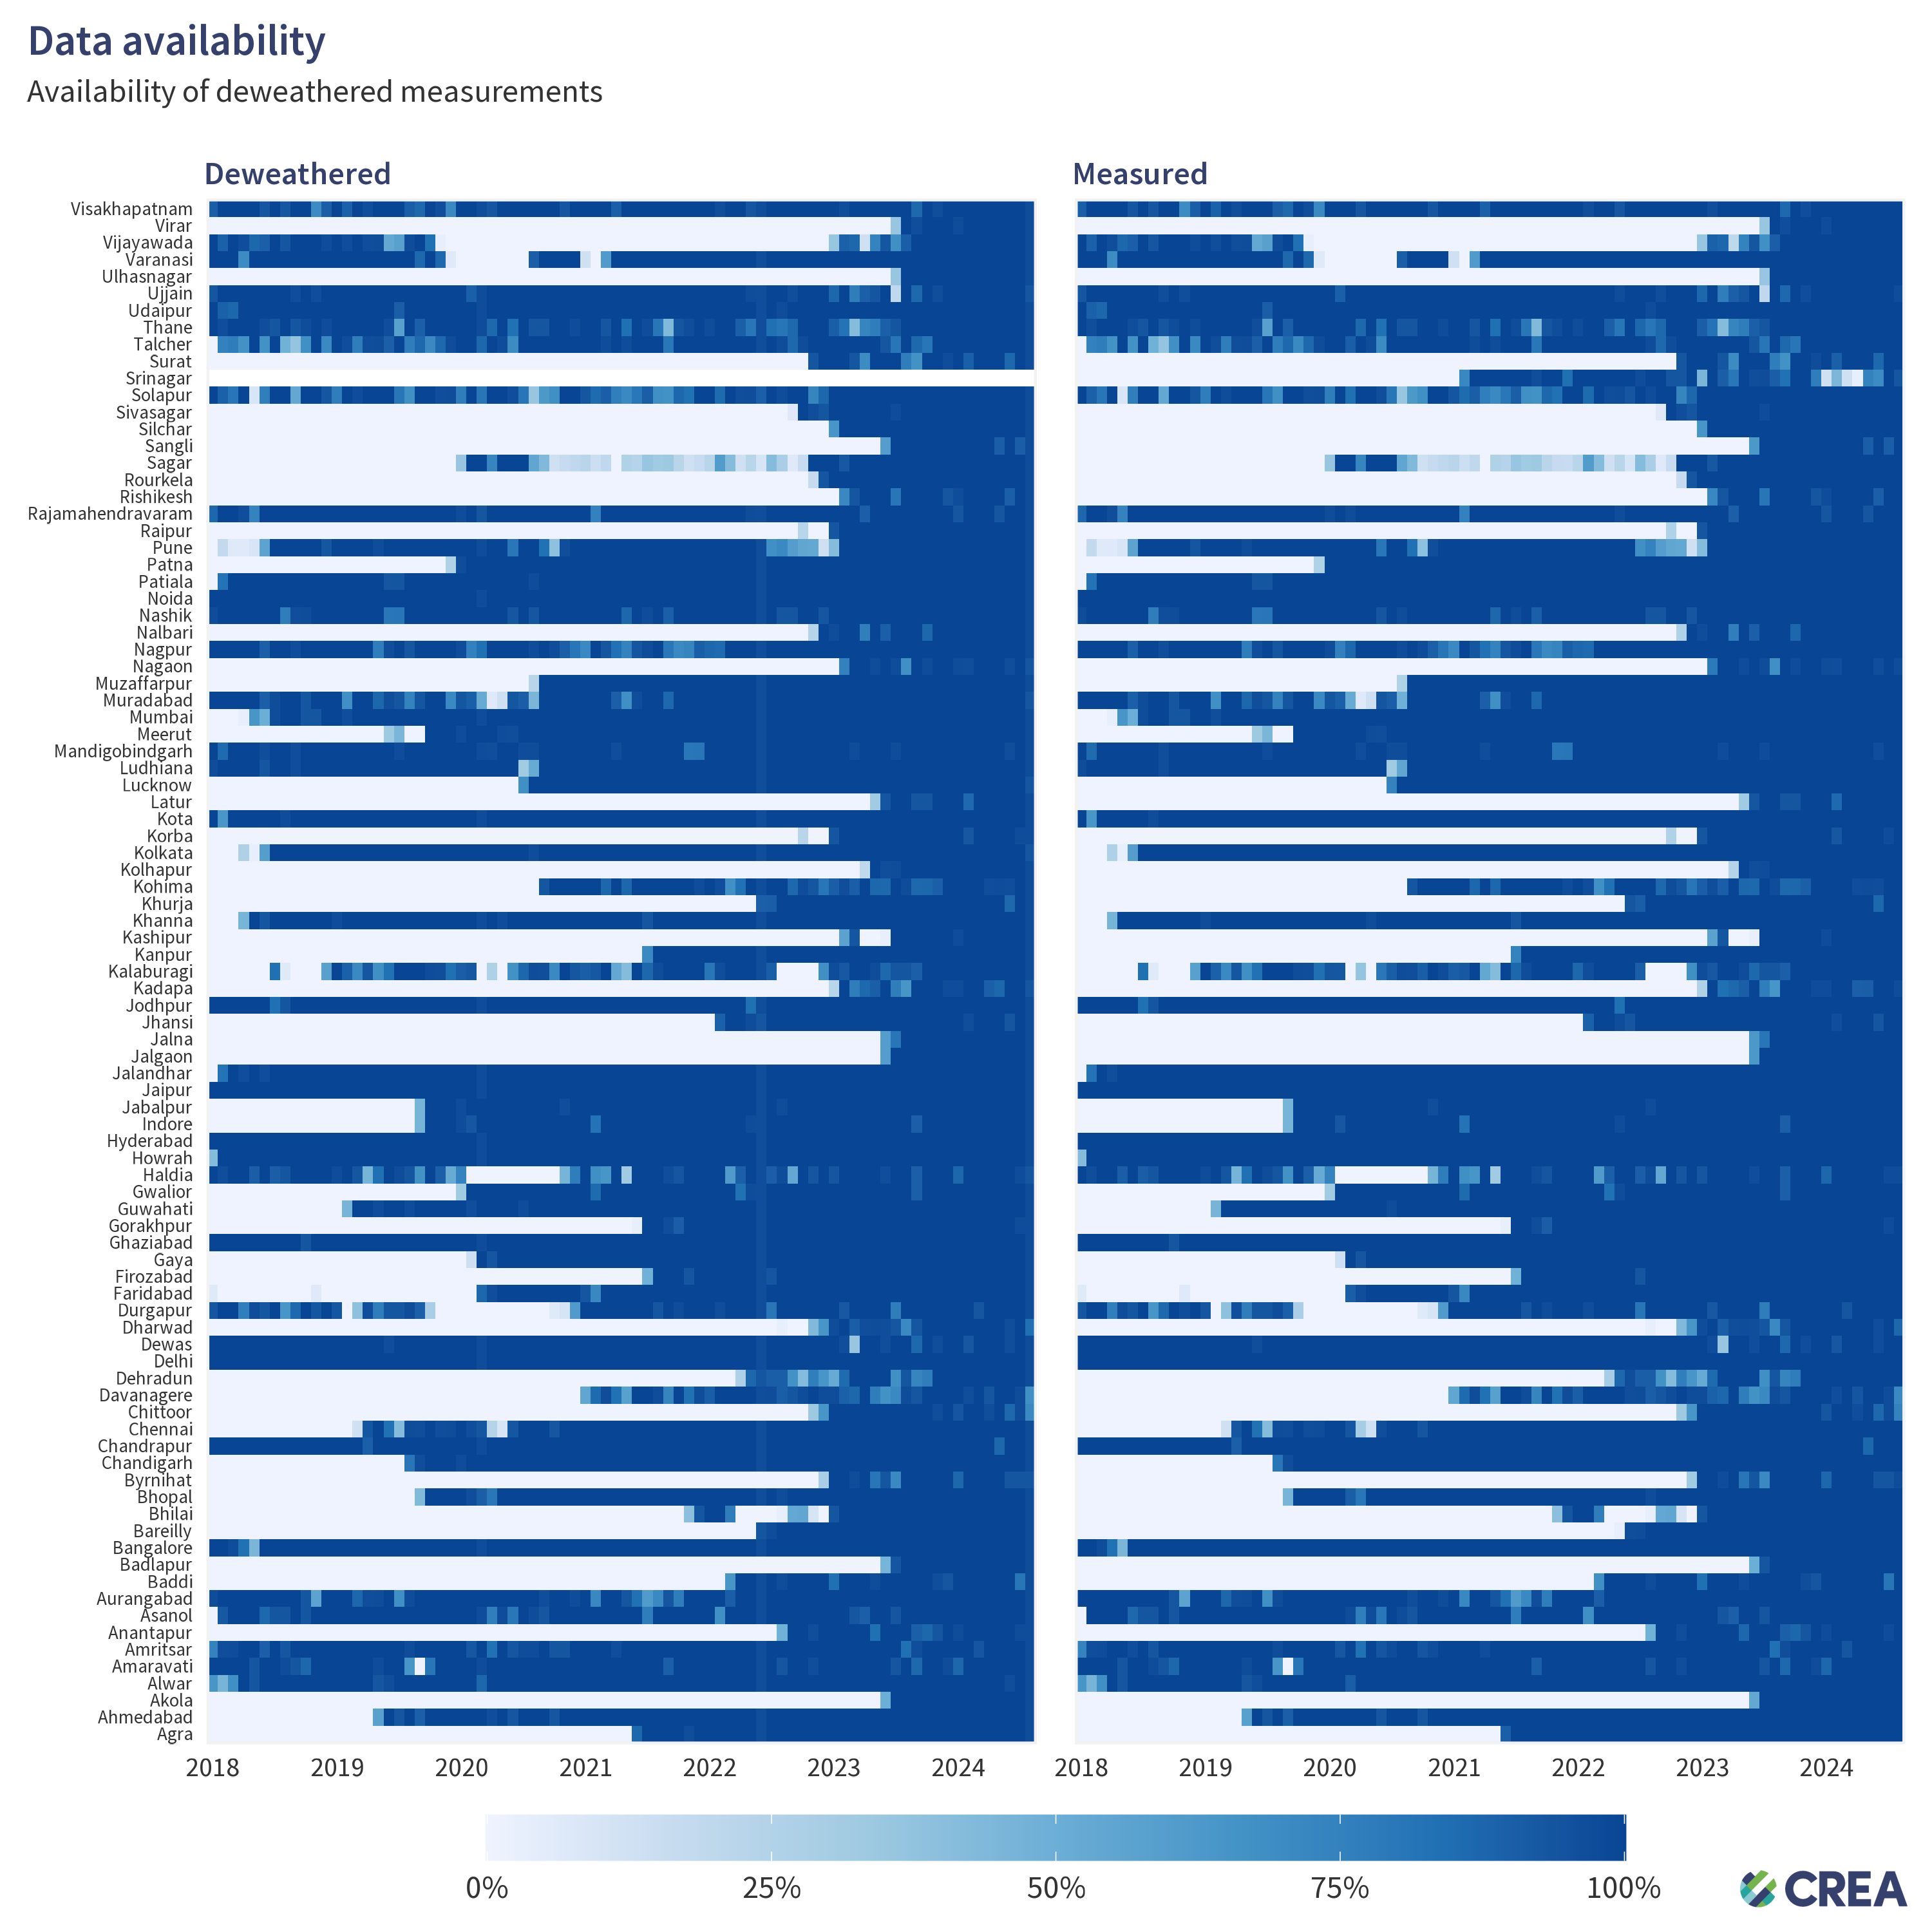 Data availability
Availability of deweathered measurements
Deweathered
Measured
Visakhapatnam
Virar
Vijayawada
Varanasi
Ulhasnagar
Ujjain
Udaipur
Thane
Talcher
Surat
Srinagar
Solapur
Sivasagar
Silchar
Sangli
Sagar
Rourkela
Rishikesh
Rajamahendravaram
Raipur
Pune
Patna
Patiala
Noida
Nashik
Nalbari
Nagpur
Nagaon
Muzaffarpur
Muradabad
Mumbai
Meerut
Mandigobindgarh
Ludhiana
Lucknow
Latur
Kota
Korba
Kolkata
Kolhapur
Kohima
Khurja
Khanna
Kashipur
Kanpur
Kalaburagi
Kadapa
Jodhpur
Jhansi
Jalna
Jalgaon
Jalandhar
Jaipur
Jabalpur
Indore
Hyderabad
Howrah
Haldia
Gwalior
Guwahati
Gorakhpur
Ghaziabad
Gaya
Firozabad
Faridabad
Durgapur
Dharwad
Dewas
Delhi
Dehradun
Davanagere
Chittoor
Chennai
Chandrapur
Chandigarh
Byrnihat
Bhopal
Bhilai
Bareilly
Bangalore
Badlapur
Baddi
Aurangabad
Asanol
Anantapur
Amritsar
Amaravati
Alwar
Akola
Ahmedabad
Agra
2018 2019 2020 2021 2022 2023 2024
2018 2019 2020 2021 2022 2023 2024
0% 25% 50% 75% 100%
CREA